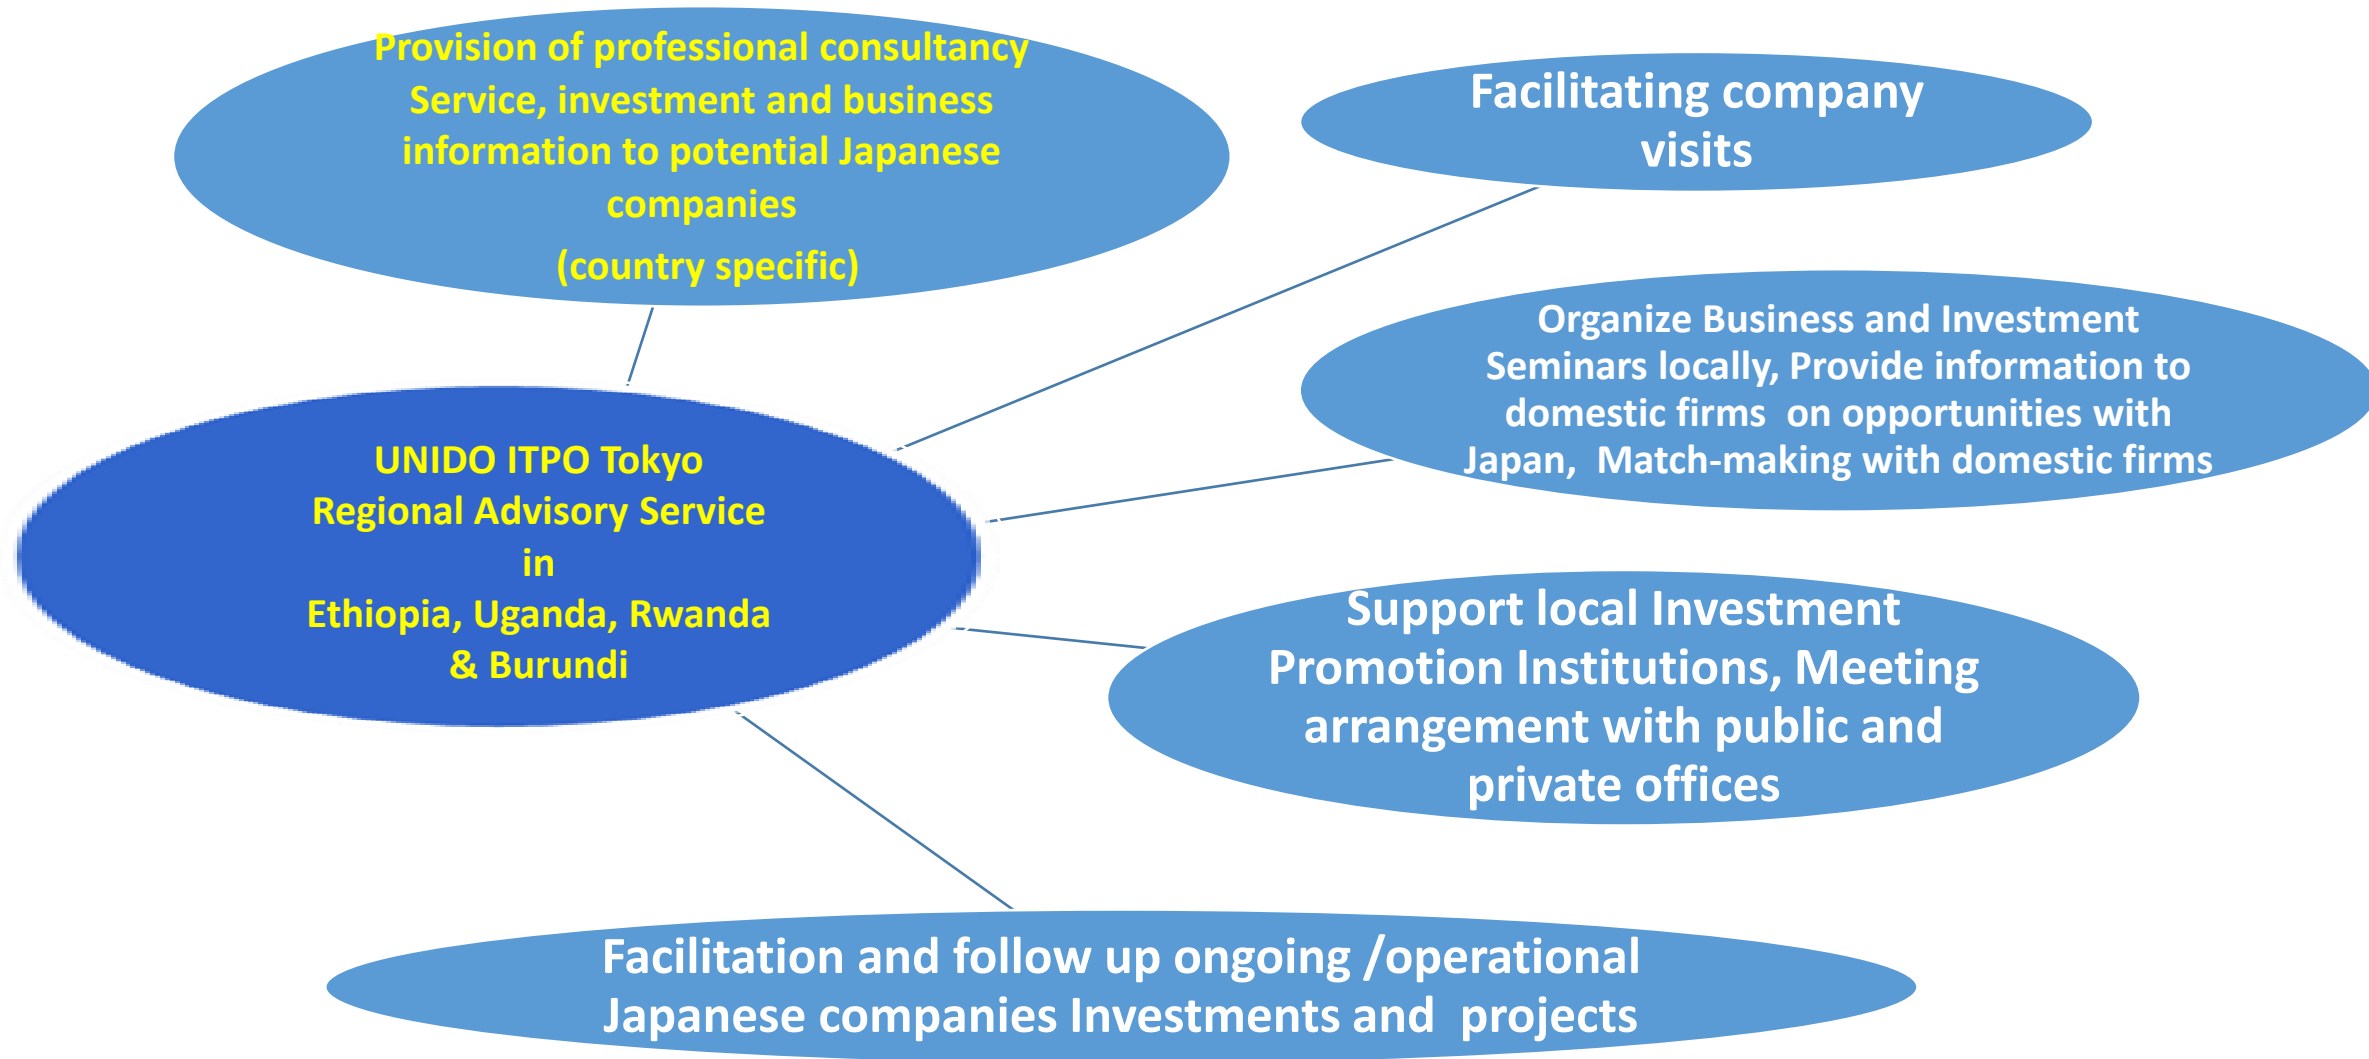 Provision of professional consultancy
Service, investment and business
information to potential Japanese
companies
(country specific)
Facilitating company
visits
Organize Business and Investment
Seminars locally, Provide information to
domestic firms  on opportunities with
Japan,  Match-making with domestic firms
UNIDO ITPO Tokyo
Regional Advisory Service
in
Ethiopia, Uganda, Rwanda
& Burundi
Support local Investment
Promotion Institutions, Meeting
arrangement with public and
private offices
Facilitation and follow up ongoing /operational
Japanese companies Investments and  projects